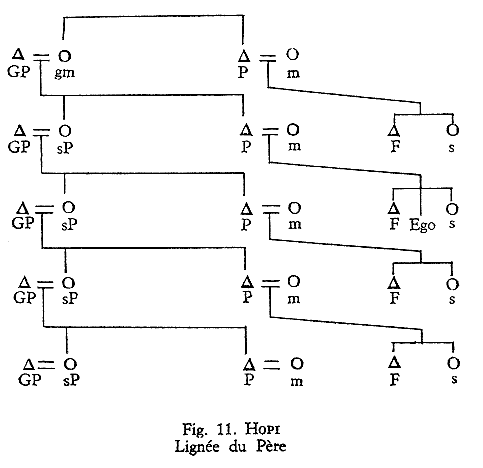 GP gm P m
F s
GP sP P m
F Ego s
GP sP P m
F s
GP sP P m
F s
GP sP P m
Fig. 11. HOPI
Lignée du Père